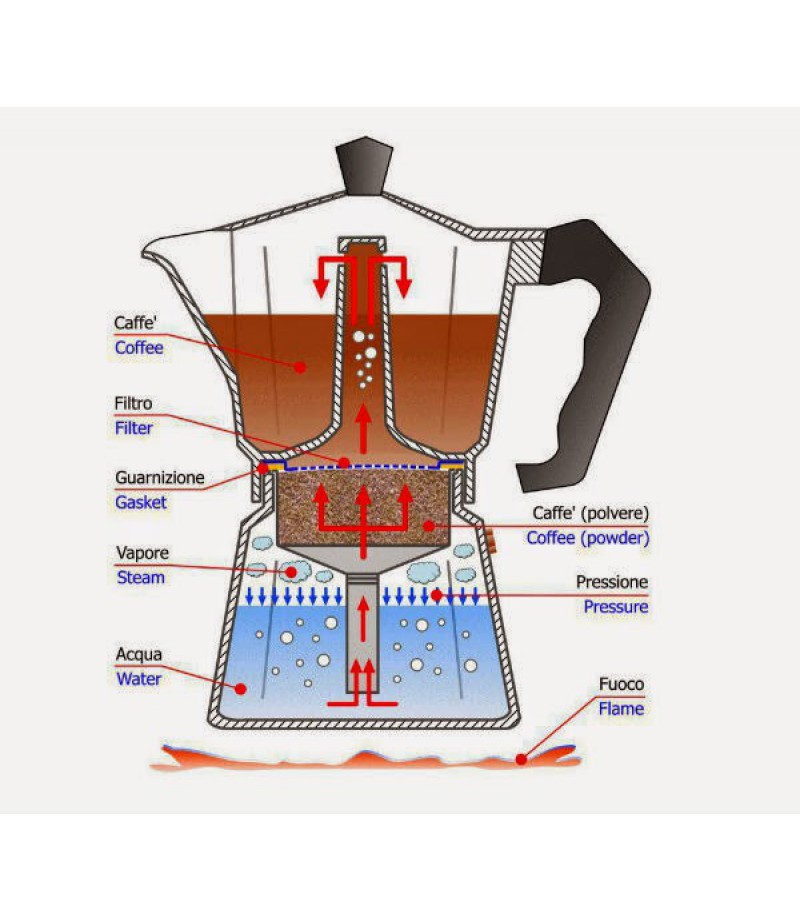 Caffe'
Coffee
Filtro
Filter
Guarnizione
Gasket
Vapore
Steam
Acqua
Water
Caffe' (polvere)
Coffee (powder)
Pressione
Pressure
Fuoco
Flame